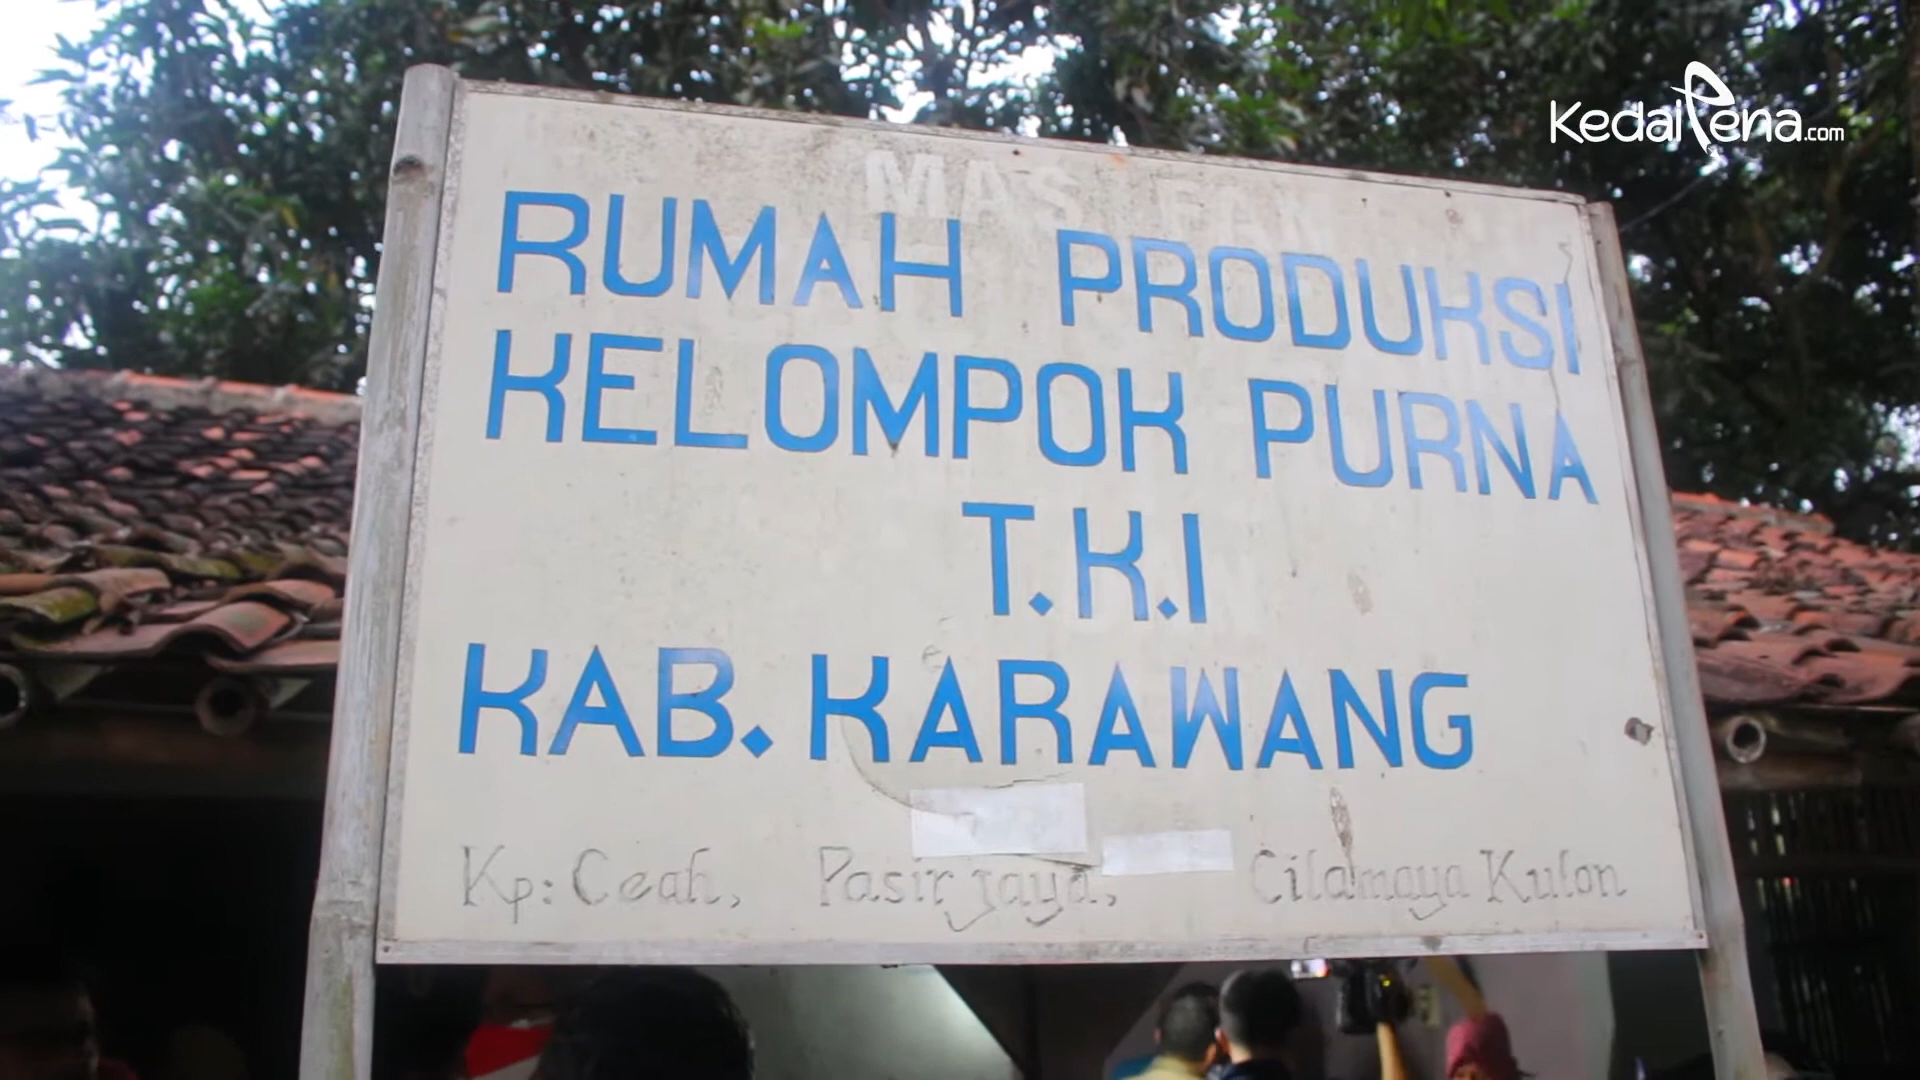 KedaiPena.com
RUMAH PRODUKSI
KELOMPOK PURNA
T.K.I
KAB. KARAWANG
Kp: Ceah, Pasir jaya, Cilamaya Kulon